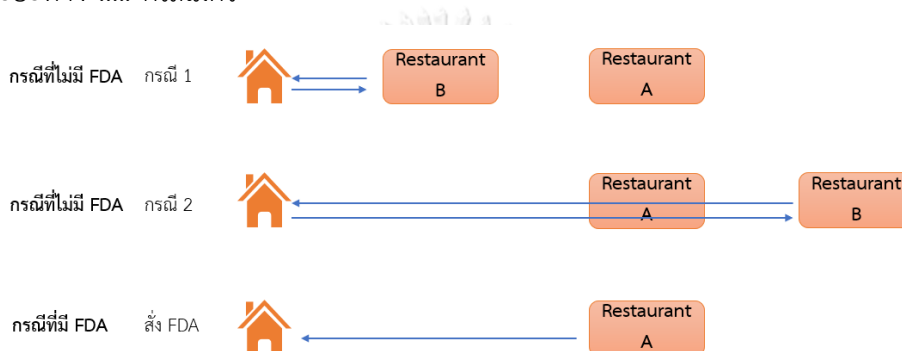 กรณีที่ไม่มี FDA กรณี 1
Restaurant
B
Restaurant
A
กรณีที่ไม่มี FDA กรณี 2
Restaurant
A
Restaurant
B
กรณีที่มี FDA สั่ง FDA
Restaurant
A